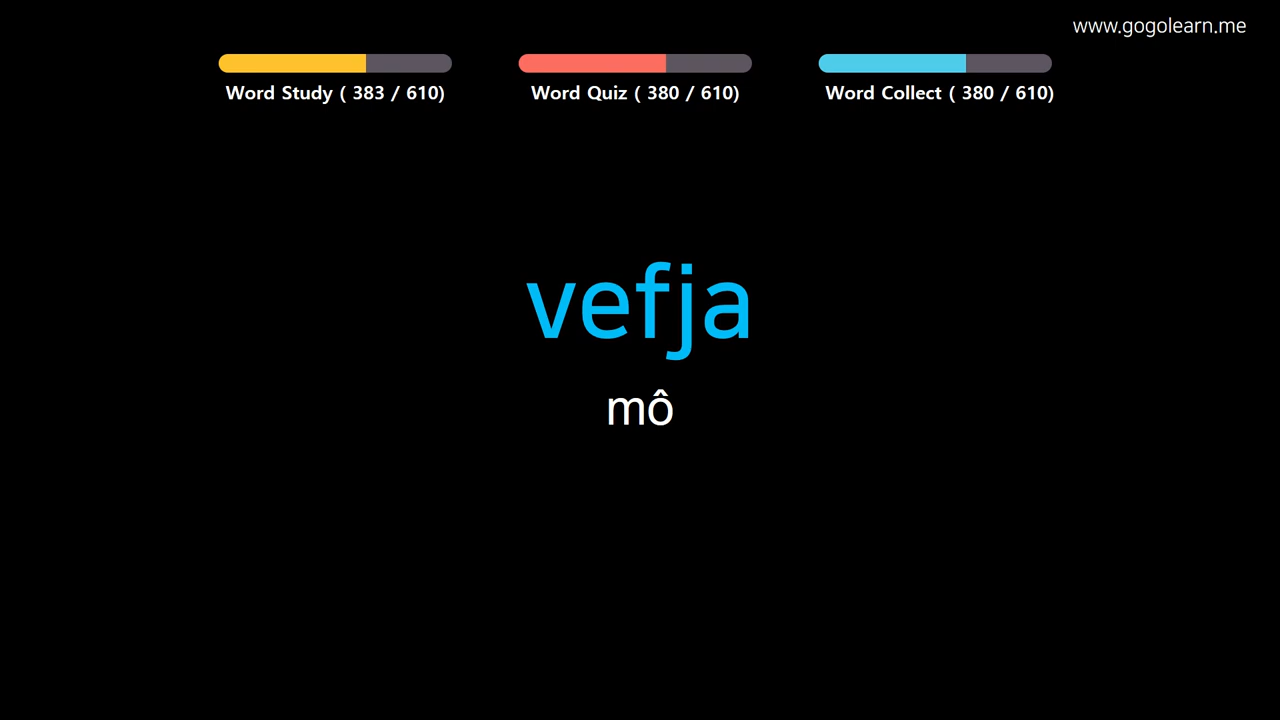 www.gogolearn.me
Word Study ( 383 / 610)
Word Quiz ( 380 / 610)
Word Collect ( 380 / 610)
vefja
mô